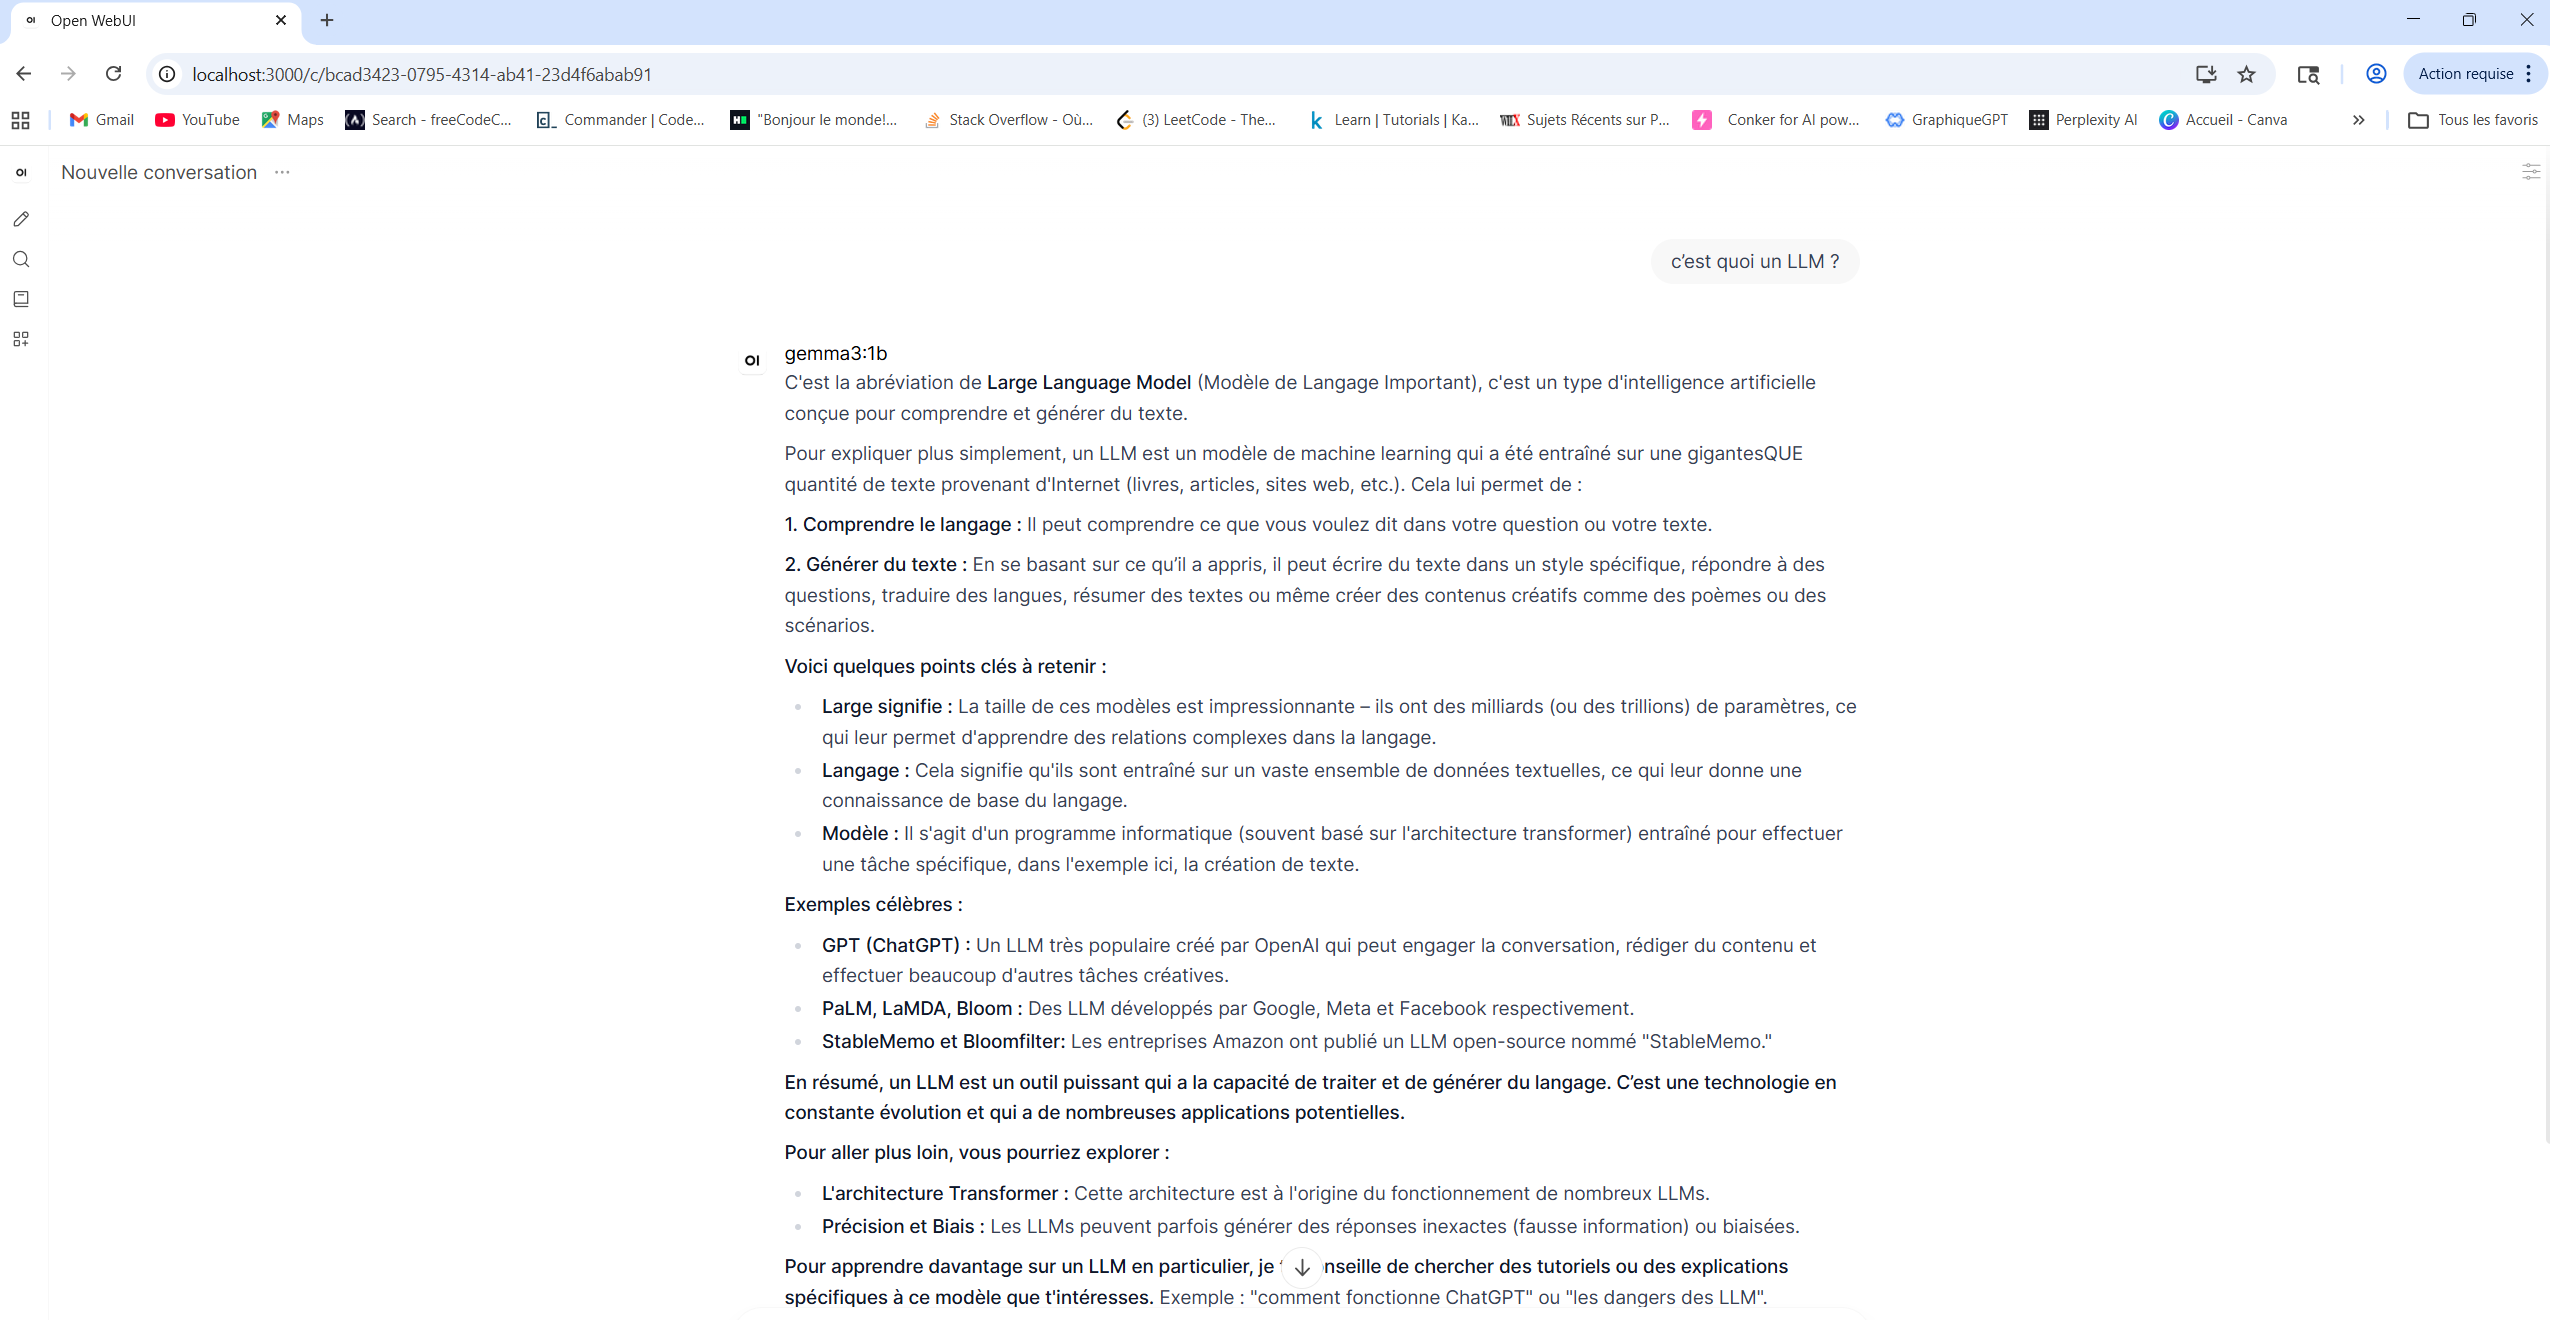 OI Open WebUI
localhost:3000/c/bcad3423-0795-4314-ab41-23d4f6abab91 Action requise
Gmail YouTube Maps Search - freeCodeC... Commander | Code... "Bonjour le monde!... Stack Overflow - Où... (3) LeetCode - The... Learn | Tutorials | Ka... Sujets Récents sur P... Conker for AI pow... GraphiqueGPT Perplexity AI Accueil - Canva Tous les favoris
OI Nouvelle conversation
c'est quoi un LLM ?
OI gemma3:1b
C'est la abréviation de Large Language Model (Modèle de Langage Important), c'est un type d'intelligence artificielle
conçue pour comprendre et générer du texte.
Pour expliquer plus simplement, un LLM est un modèle de machine learning qui a été entraîné sur une gigantesQUE
quantité de texte provenant d'Internet (livres, articles, sites web, etc.). Cela lui permet de :
1. Comprendre le langage : Il peut comprendre ce que vous voulez dit dans votre question ou votre texte.
2. Générer du texte : En se basant sur ce qu'il a appris, il peut écrire du texte dans un style spécifique, répondre à des
questions, traduire des langues, résumer des textes ou même créer des contenus créatifs comme des poèmes ou des
scénarios.
Voici quelques points clés à retenir :
Large signifie : La taille de ces modèles est impressionnante – ils ont des milliards (ou des trillions) de paramètres, ce
qui leur permet d'apprendre des relations complexes dans la langage.
Langage : Cela signifie qu'ils sont entraîné sur un vaste ensemble de données textuelles, ce qui leur donne une
connaissance de base du langage.
Modèle : Il s'agit d'un programme informatique (souvent basé sur l'architecture transformer) entraîné pour effectuer
une tâche spécifique, dans l'exemple ici, la création de texte.
Exemples célèbres :
GPT (ChatGPT) : Un LLM très populaire créé par OpenAI qui peut engager la conversation, rédiger du contenu et
effectuer beaucoup d'autres tâches créatives.
PaLM, LaMDA, Bloom : Des LLM développés par Google, Meta et Facebook respectivement.
StableMemo et Bloomfilter: Les entreprises Amazon ont publié un LLM open-source nommé "StableMemo."
En résumé, un LLM est un outil puissant qui a la capacité de traiter et de générer du langage. C'est une technologie en
constante évolution et qui a de nombreuses applications potentielles.
Pour aller plus loin, vous pourriez explorer :
L'architecture Transformer : Cette architecture est à l'origine du fonctionnement de nombreux LLMs.
Précision et Biais : Les LLMs peuvent parfois générer des réponses inexactes (fausse information) ou biaisées.
Pour apprendre davantage sur un LLM en particulier, je nseille de chercher des tutoriels ou des explications
spécifiques à ce modèle que t'intéresses. Exemple : "comment fonctionne ChatGPT" ou "les dangers des LLM".